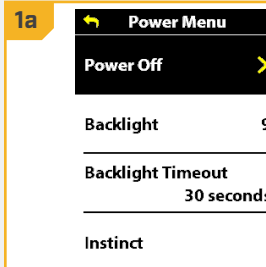 1a
Power Menu
Power Off
Backlight
Backlight Timeout
30 seconds
Instinct